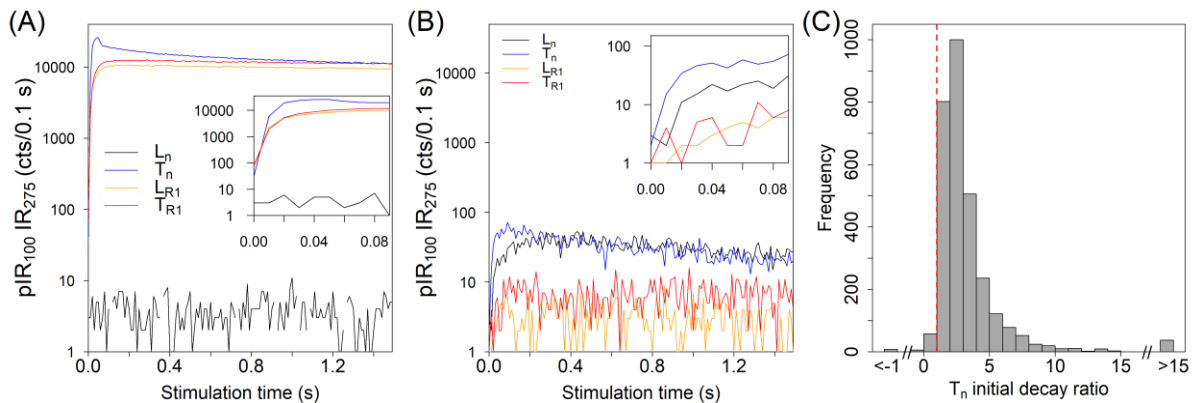 (A)
pIR100 IR275 (cts/0.1 s)
10000
1000
100
10
1
0.0 0.4 0.8 1.2
Stimulation time (s)
Ln
Tn
LR1
TR1
10000
1000
100
10
5
1
0.00 0.04 0.08
(B)
pIR100 IR275 (cts/0.1 s)
10000
1000
100
10
1
0.0 0.4 0.8 1.2
Stimulation time (s)
Ln
Tn
LR1
TR1
100
10
1
0.00 0.04 0.08
(C)
Frequency
1000
800
600
400
200
0
<-1 0 5 10 15 >15
Tn initial decay ratio